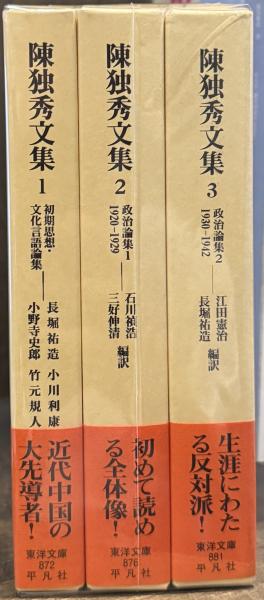 陳独秀文集
1
初期思想・
文化言語論集
長堀祐造 小川利康
小野寺史郎 竹元規人
近代中国の
大先導者!
東洋文庫
872
平凡社
陳独秀文集
2
政治論集1
1920-1929
石川禎浩
三好伸清
編訳
初めて読め
る全体像!
東洋文庫
876
平凡社
陳独秀文集
3
政治論集2
1930-1942
江田憲治
長堀祐造
編訳
生涯にわた
る反対派!
東洋文庫
881
平凡社